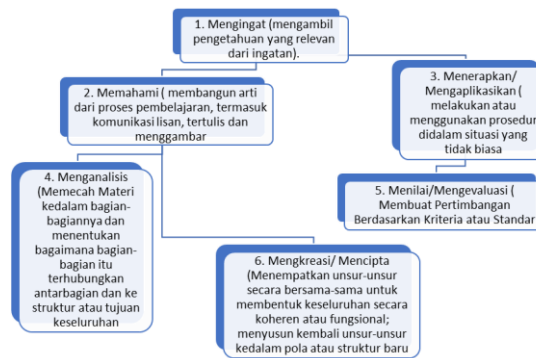 1. Mengingat (mengambil
pengetahuan yang relevan
dari ingatan).
2. Memahami ( membangun arti
dari proses pembelajaran, termasuk
komunikasi lisan, tertulis dan
menggambar
3. Menerapkan/
Mengaplikasikan (
melakukan atau
menggunakan prosedur
didalam situasi yang
tidak biasa
4. Menganalisis
(Memecah Materi
kedalam bagian-
bagiannya dan
menentukan
bagaimana bagian-
bagian itu
terhubungkan
antarbagian dan ke
struktur atau tujuan
keseluruhan
5. Menilai/Mengevaluasi (
Membuat Pertimbangan
Berdasarkan Kriteria atau Standar
6. Mengkreasi/ Mencipta
(Menempatkan unsur-unsur
secara bersama-sama untuk
membentuk keseluruhan secara
koheren atau fungsional;
menyusun kembali unsur-unsur
kedalam pola atau struktur baru